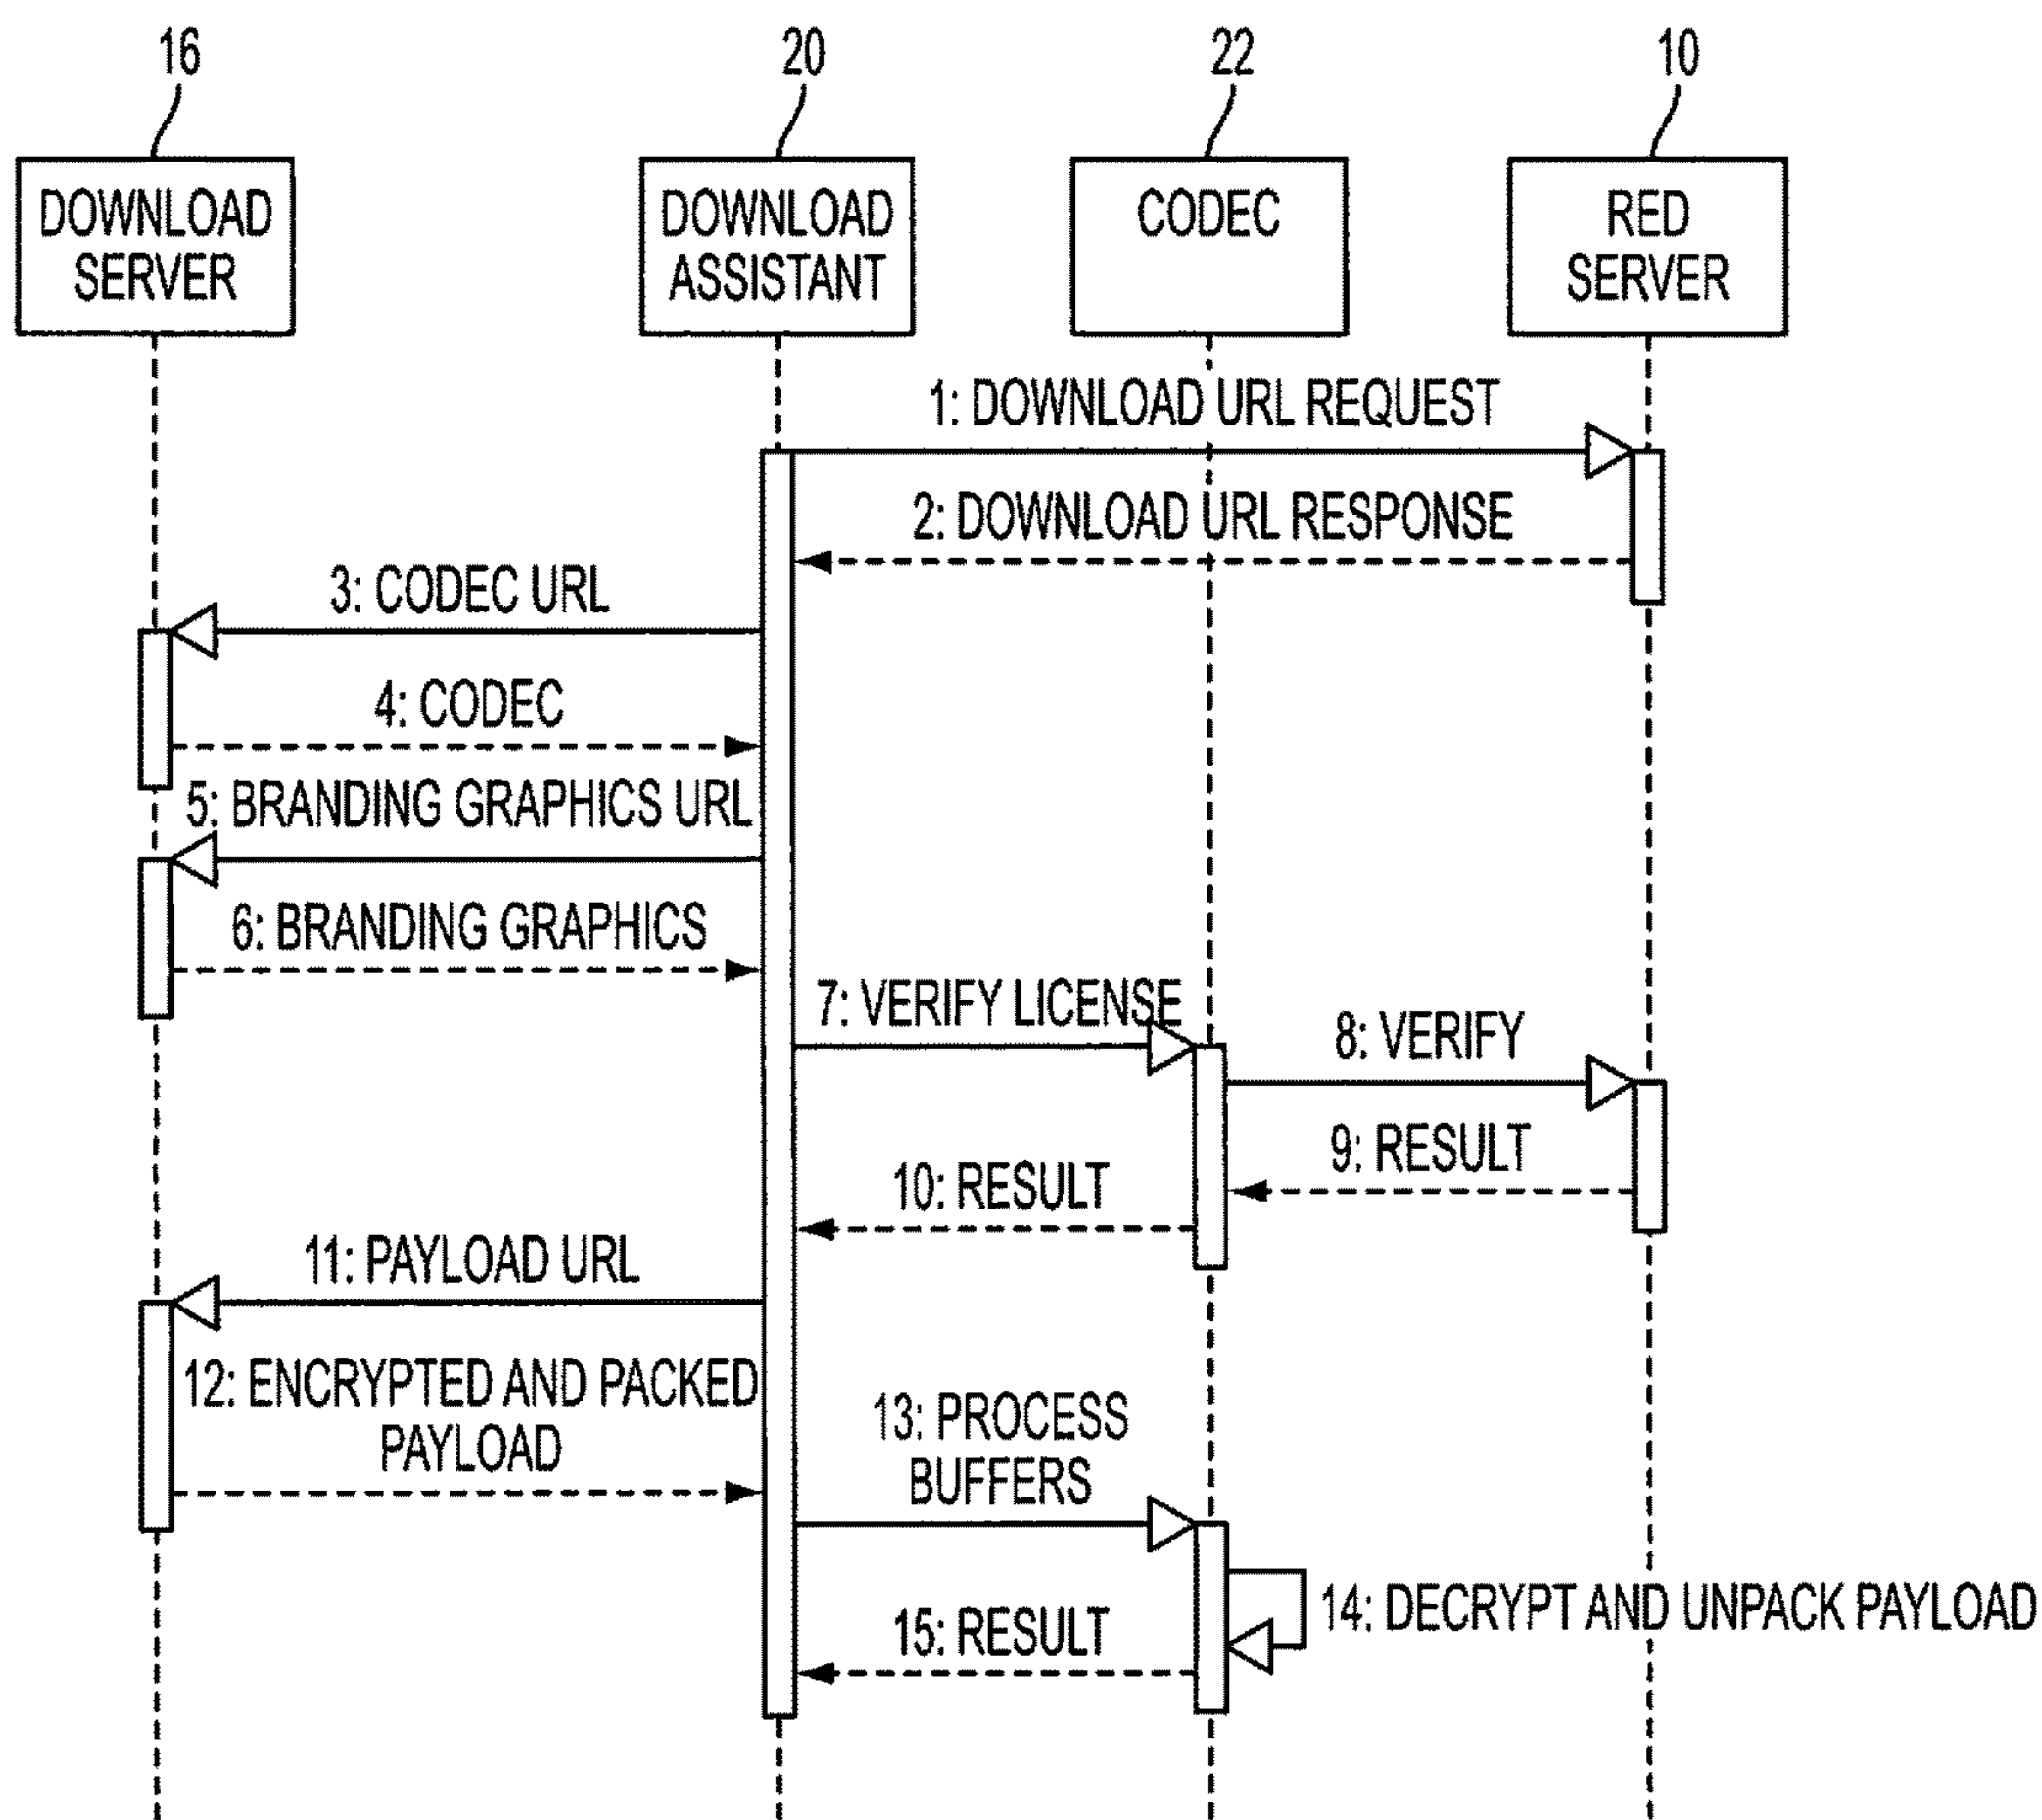 16
20
22
10
DOWNLOAD
SERVER
DOWNLOAD
ASSISTANT
CODEC
RED
SERVER
1: DOWNLOAD URL REQUEST
2: DOWNLOAD URL RESPONSE
3: CODEC URL
4: CODEC
5: BRANDING GRAPHICS URL
6: BRANDING GRAPHICS
7: VERIFY LICENSE
8: VERIFY
9: RESULT
10: RESULT
11: PAYLOAD URL
12: ENCRYPTED AND PACKED
PAYLOAD
13: PROCESS
BUFFERS
14: DECRYPT AND UNPACK PAYLOAD
15: RESULT